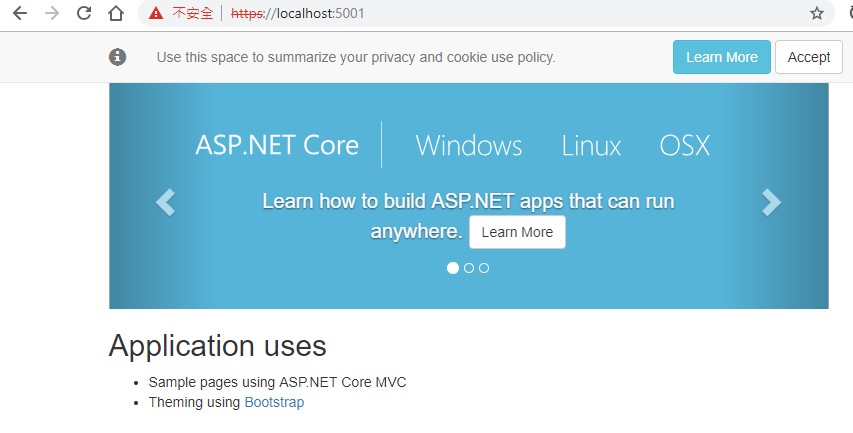 不安全 | https://localhost:5001
Use this space to summarize your privacy and cookie use policy. Learn More Accept
ASP.NET Core | Windows Linux OSX
Learn how to build ASP.NET apps that can run
anywhere. Learn More
Application uses
• Sample pages using ASP.NET Core MVC
• Theming using Bootstrap